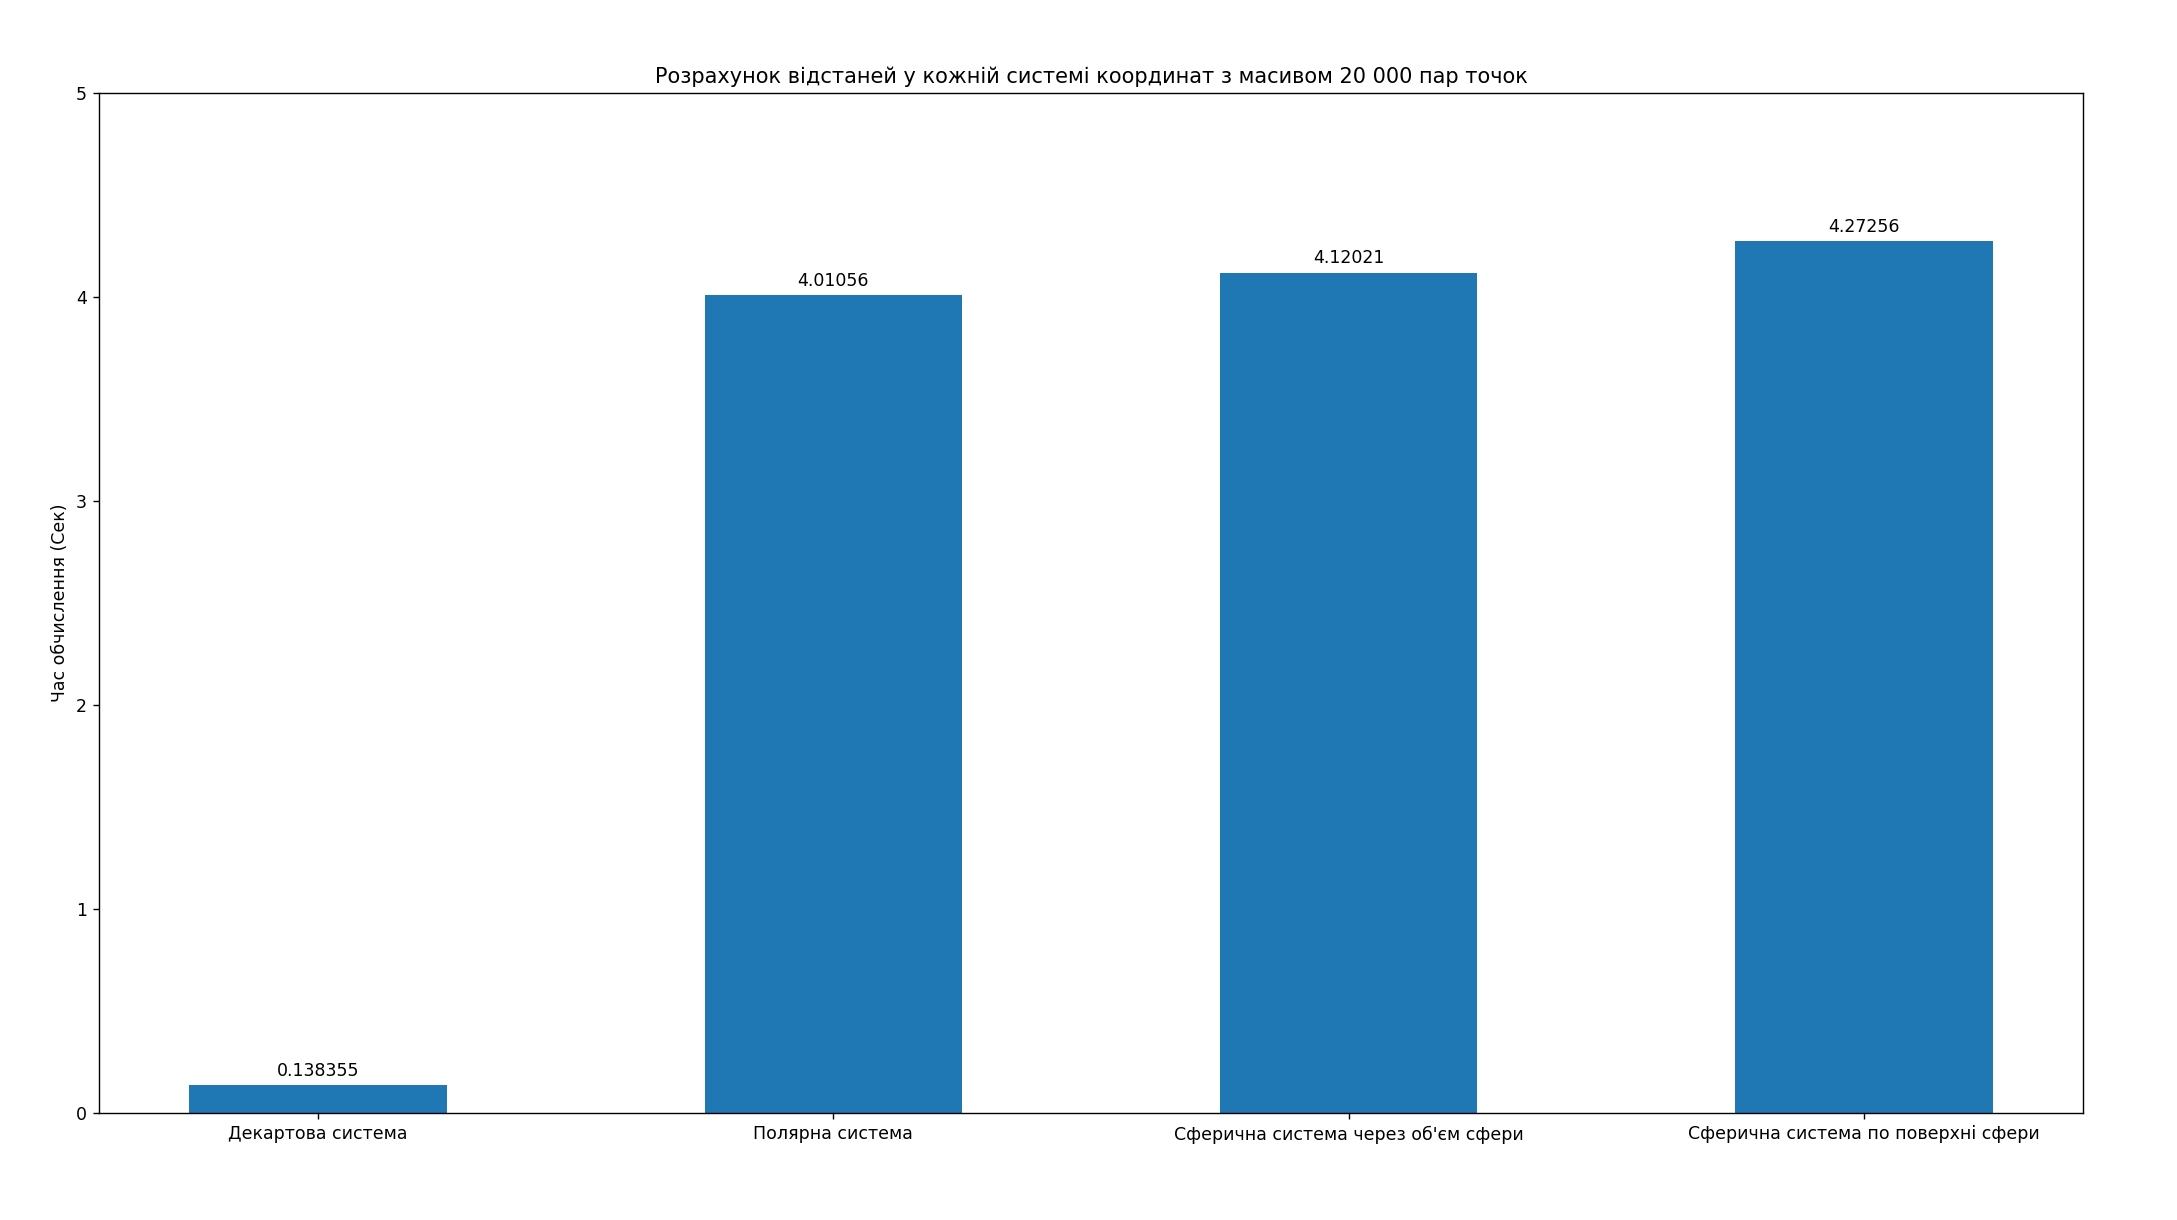 Розрахунок відстаней у кожній системі координат з масивом 20 000 пар точок
5
4
3
2
1
0
Час обчислення (Сек)
0.138355
4.01056
4.12021
4.27256
Декартова система
Полярна система
Сферична система через об'єм сфери
Сферична система по поверхні сфери